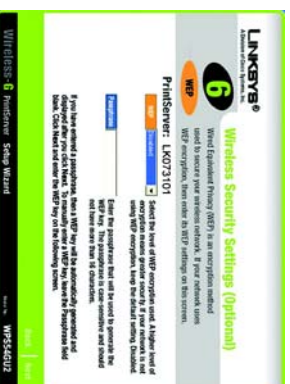 LINKSYS®
A Division of Cisco Systems, Inc.
6
WEP
Wireless Security Settings (Optional)
Wired Equivalent Privacy (WEP) is an encryption method
used to secure your wireless network. If your network uses
WEP encryption, then enter its WEP settings on this screen.
PrintServer: LK073101
WEP Disabled
Select the level of WEP encryption used. A higher level of
encryption means greater security. If your network is not
using WEP encryption, keep the default setting, Disabled.
Passphrase
Enter the passphrase that will be used to generate the
WEP key. The passphrase is case-sensitive and should
not have more than 16 characters.
If you have entered a passphrase, then a WEP key will be automatically generated and
displayed after you click Next. To manually enter a WEP key, leave the Passphrase field
blank. Click Next and enter the WEP key on the following screen.
Back Next
Wireless-G PrintServer Setup Wizard
WPS54GU2